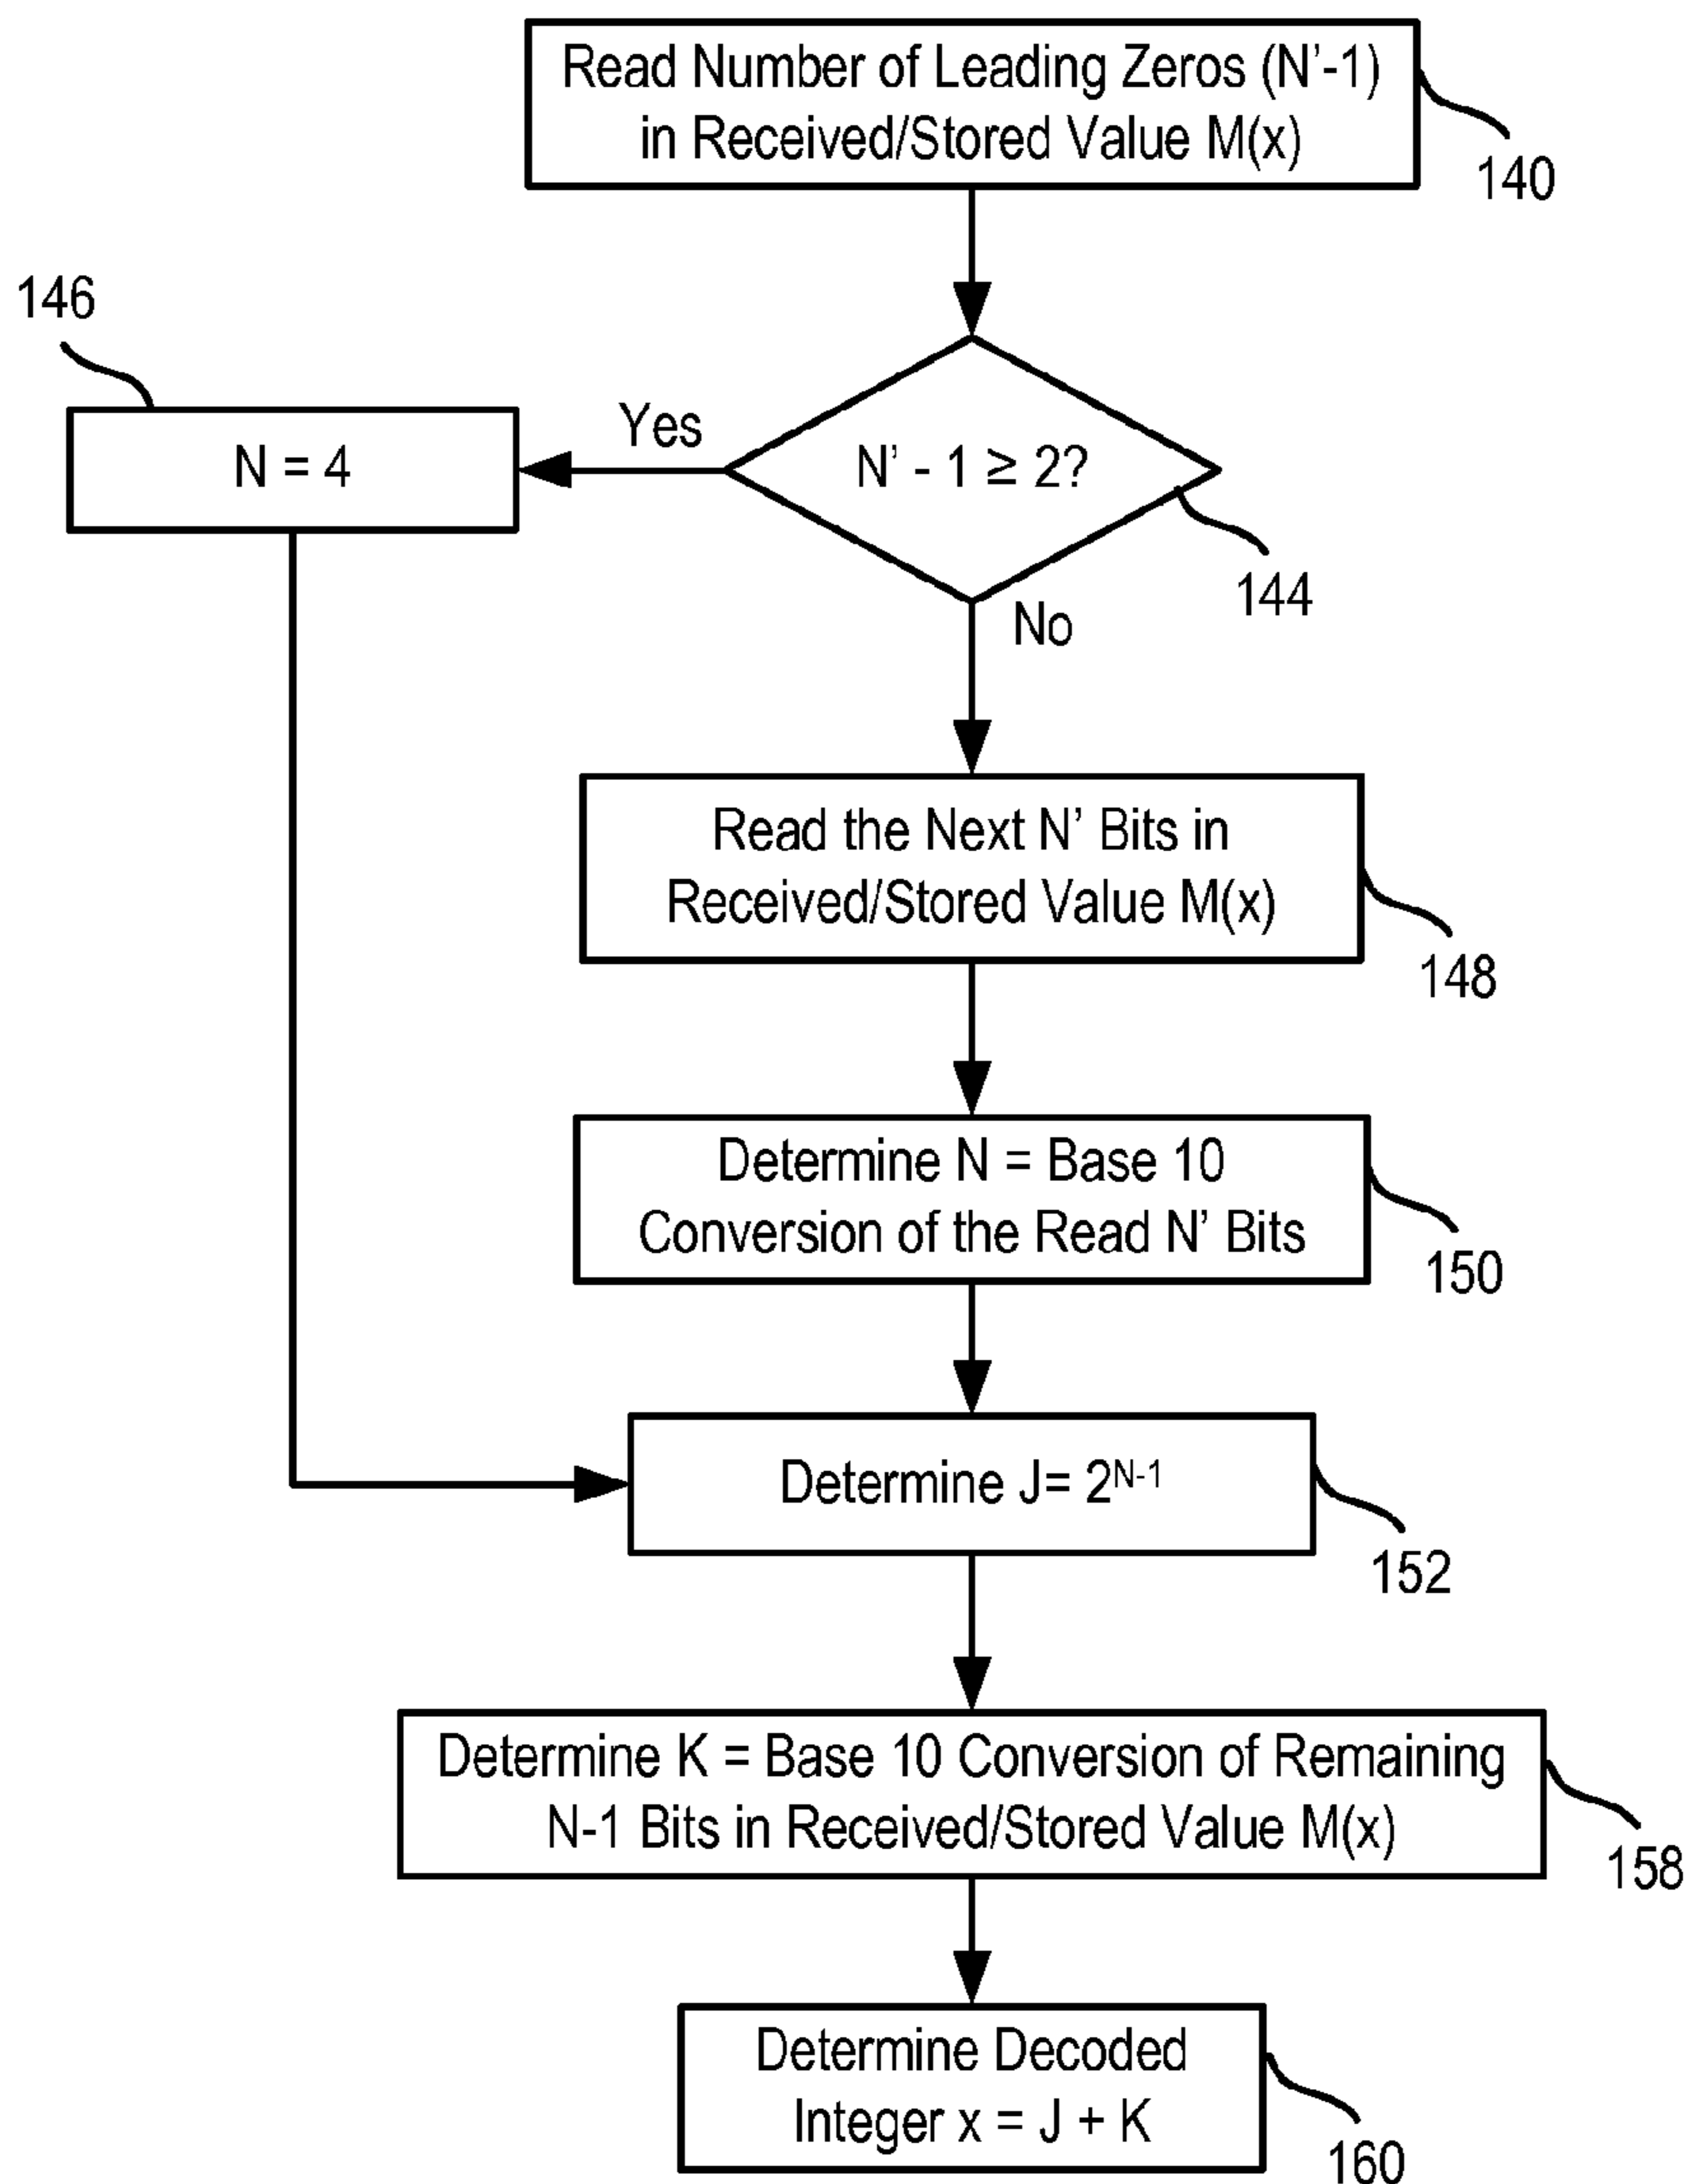 Read Number of Leading Zeros (N’-1)
in Received/Stored Value M(x)
140
146
N = 4
Yes
N’ - 1 ≥ 2?
144
No
Read the Next N’ Bits in
Received/Stored Value M(x)
148
Determine N = Base 10
Conversion of the Read N’ Bits
150
Determine J= 2^N-1
152
Determine K = Base 10 Conversion of Remaining
N-1 Bits in Received/Stored Value M(x)
158
Determine Decoded
Integer x = J + K
160